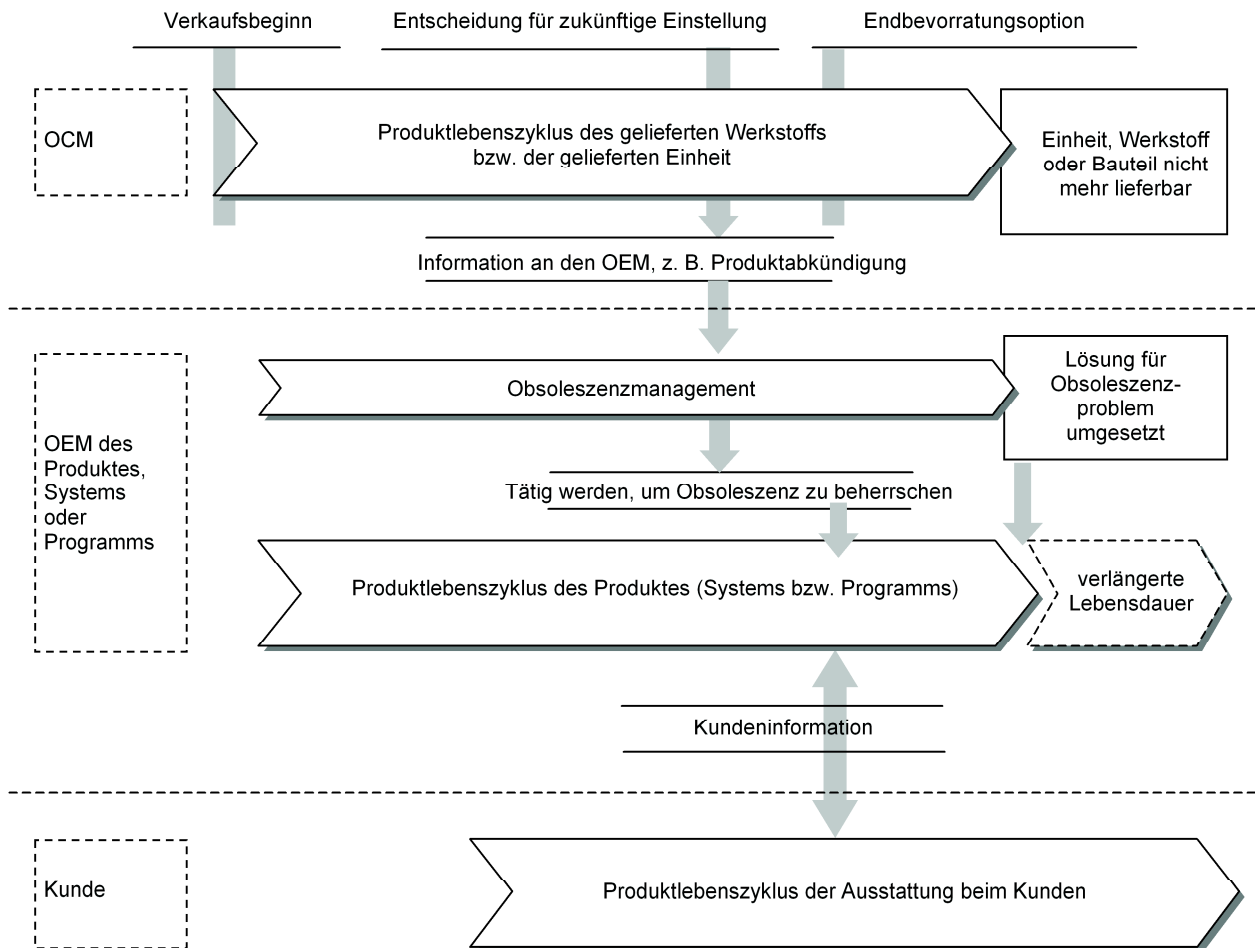 Verkaufsbeginn
Entscheidung für zukünftige Einstellung
Endbevorratungsoption
OCM
Produktlebenszyklus des gelieferten Werkstoffs
bzw. der gelieferten Einheit
Einheit, Werkstoff
oder Bauteil nicht
mehr lieferbar
Information an den OEM, z. B. Produktabkündigung
OEM des
Produktes,
Systems
oder
Programms
Obsoleszenzmanagement
Lösung für
Obsoleszenz-
problem
umgesetzt
Tätig werden, um Obsoleszenz zu beherrschen
Produktlebenszyklus des Produktes (Systems bzw. Programms)
verlängerte
Lebensdauer
Kundeninformation
Kunde
Produktlebenszyklus der Ausstattung beim Kunden